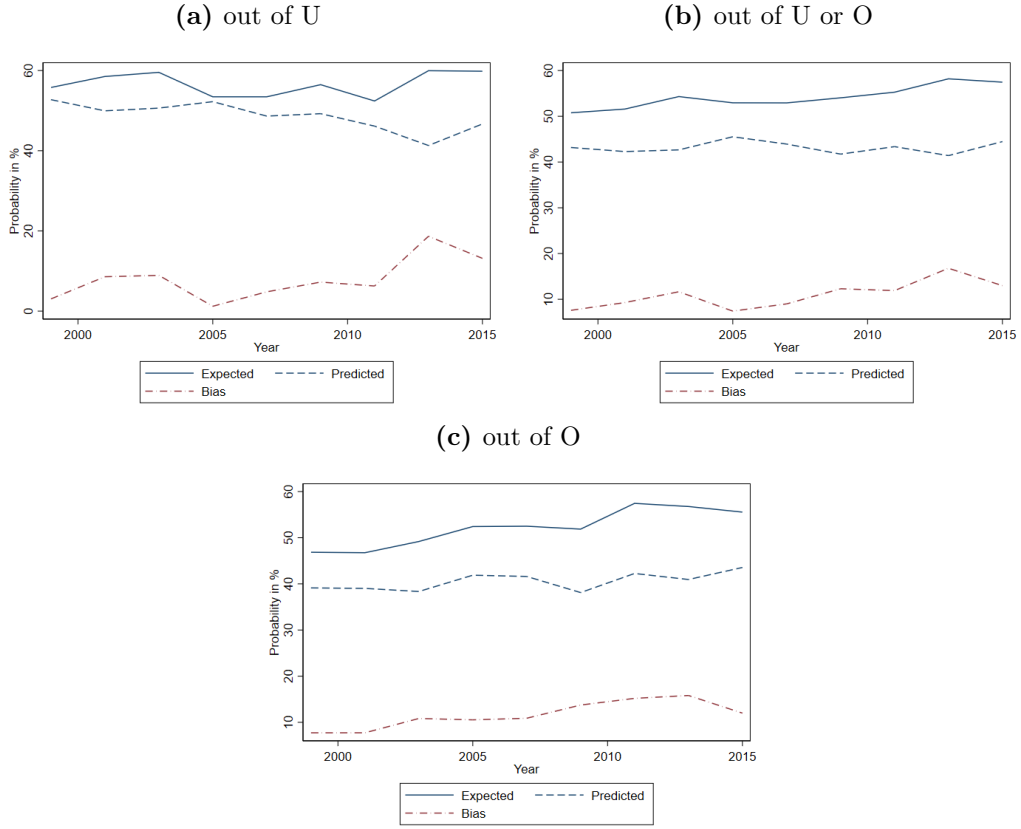 (a) out of U
Probability in %
60
40
20
0
2000 2005 2010 2015
Year
Expected Predicted
Bias
(b) out of U or O
Probability in %
60
50
40
30
20
10
2000 2005 2010 2015
Year
Expected Predicted
Bias
(c) out of O
Probability in %
60
50
40
30
20
10
2000 2005 2010 2015
Year
Expected Predicted
Bias